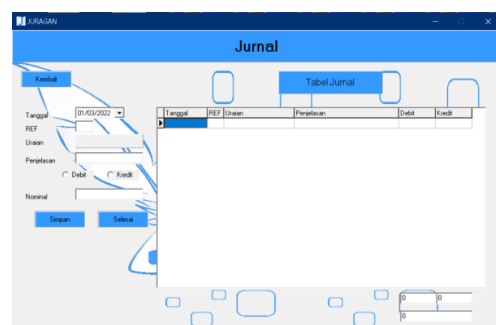 JURAGAN
Jurnal
Kembali
Tabel Jurnal
Tanggal 01/03/2022
REF
Uraian
Penjelasan
Debit Kredit
Nominal
Simpan Selesai
Tanggal REF Uraian Penjelasan Debit Kredit
0 0
0